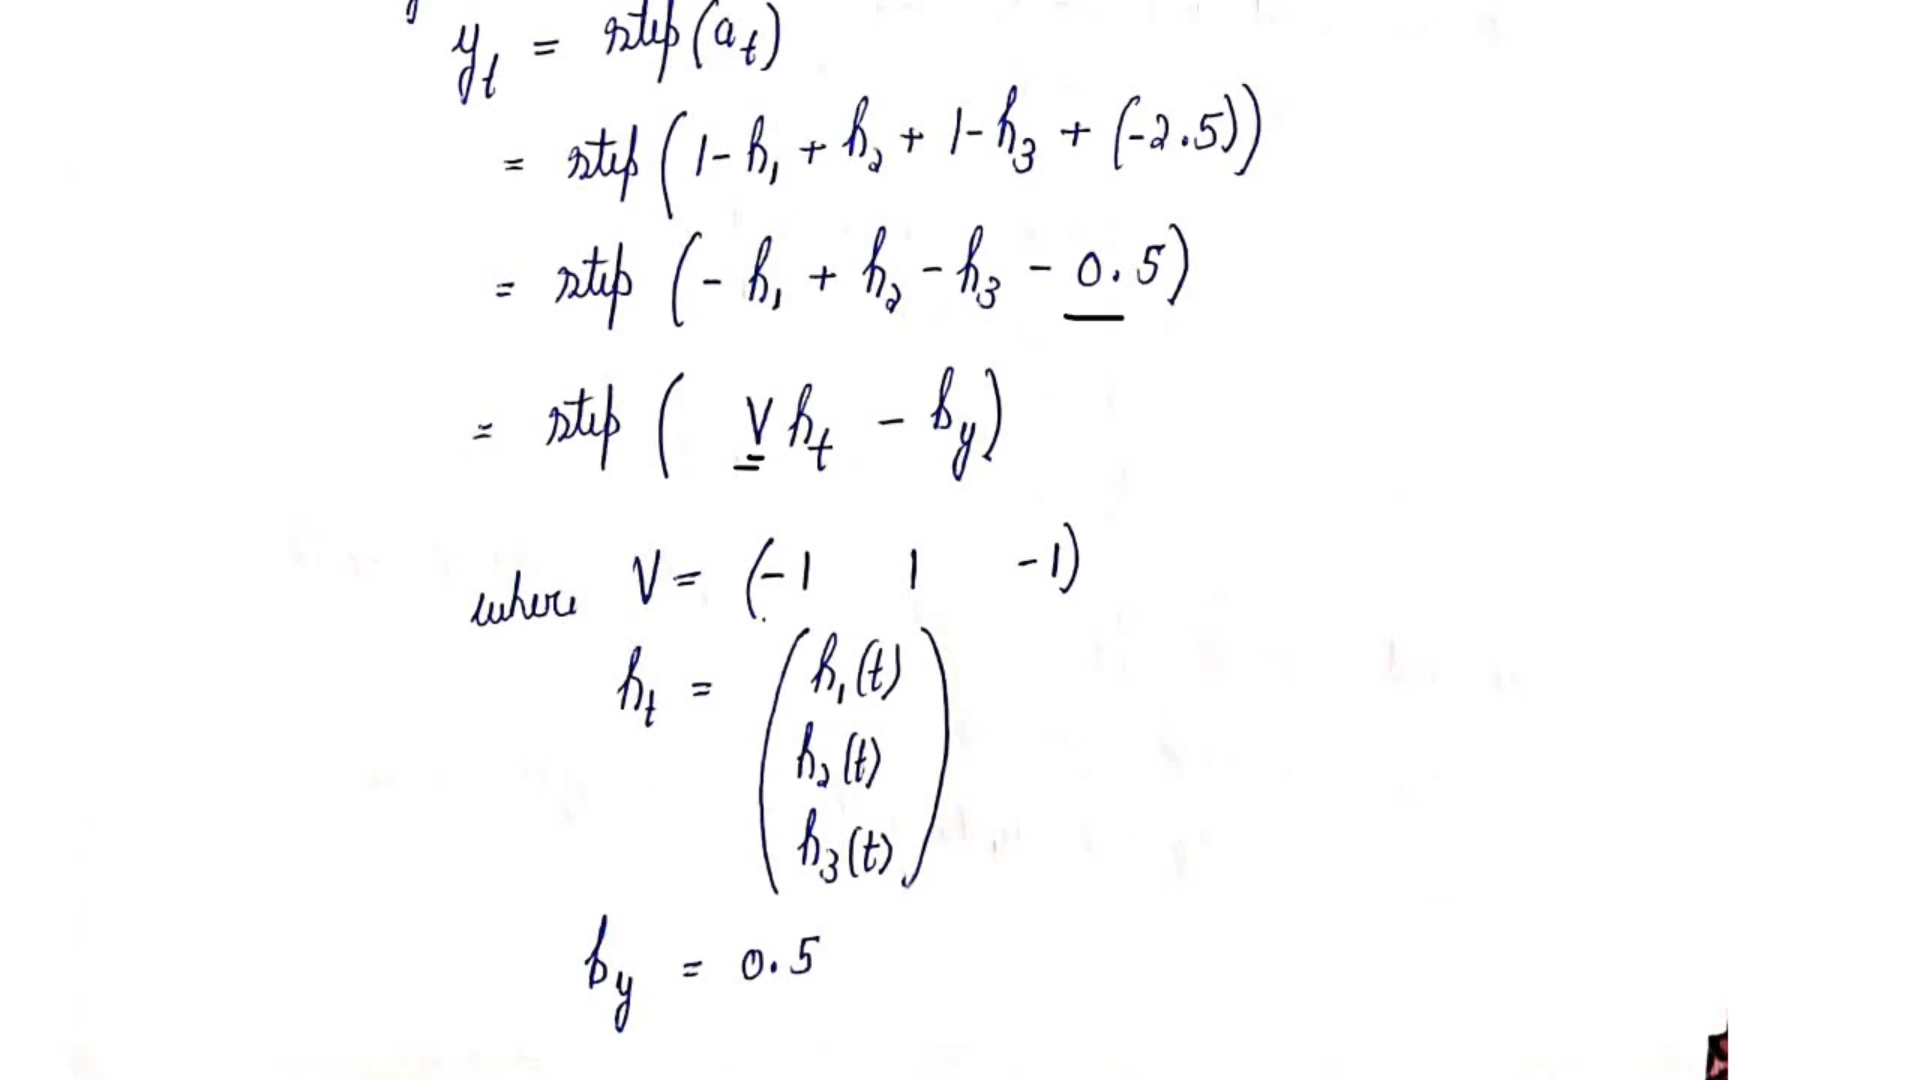 y_t = step(a_t)
= step(1-h_1 + h_2 + 1-h_3 + (-2.5))
= step (-h_1 + h_2 - h_3 - 0.5)
= step ( V h_t - b_y)
where V = (-1 1 -1)
h_t = (h_1(t)
h_2(t)
h_3(t))
b_y = 0.5